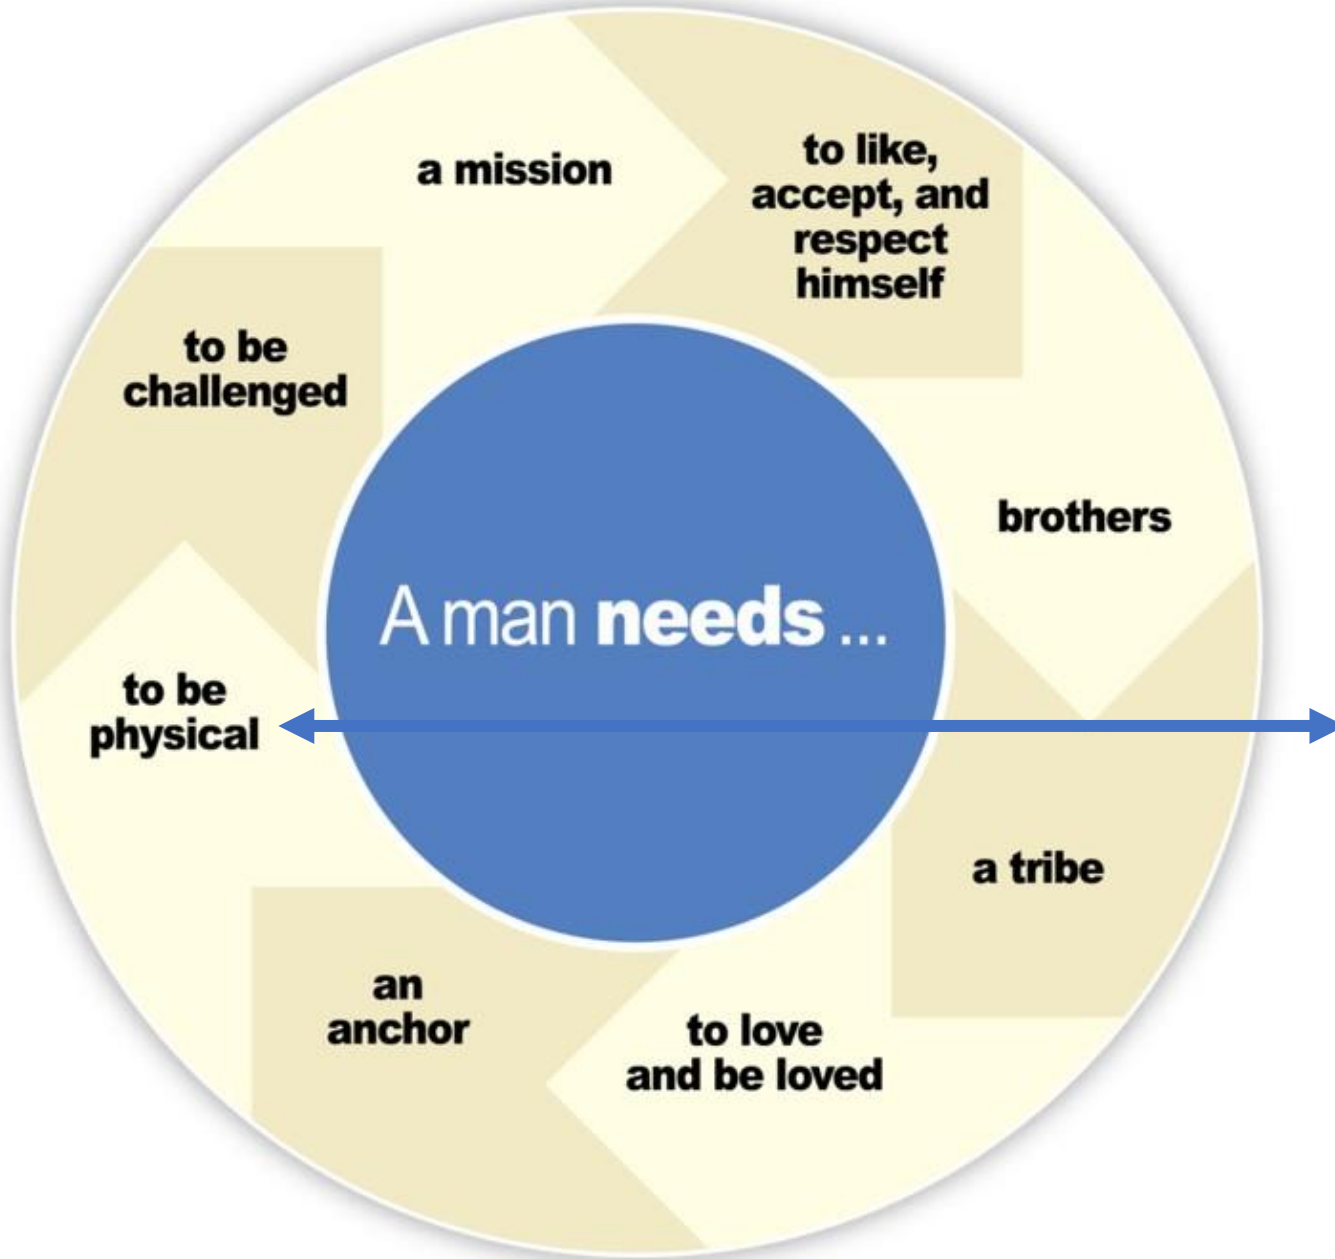 a mission
to like,
accept, and
respect
himself
brothers
a tribe
to love
and be loved
an
anchor
to be
physical
to be
challenged
A man needs ...